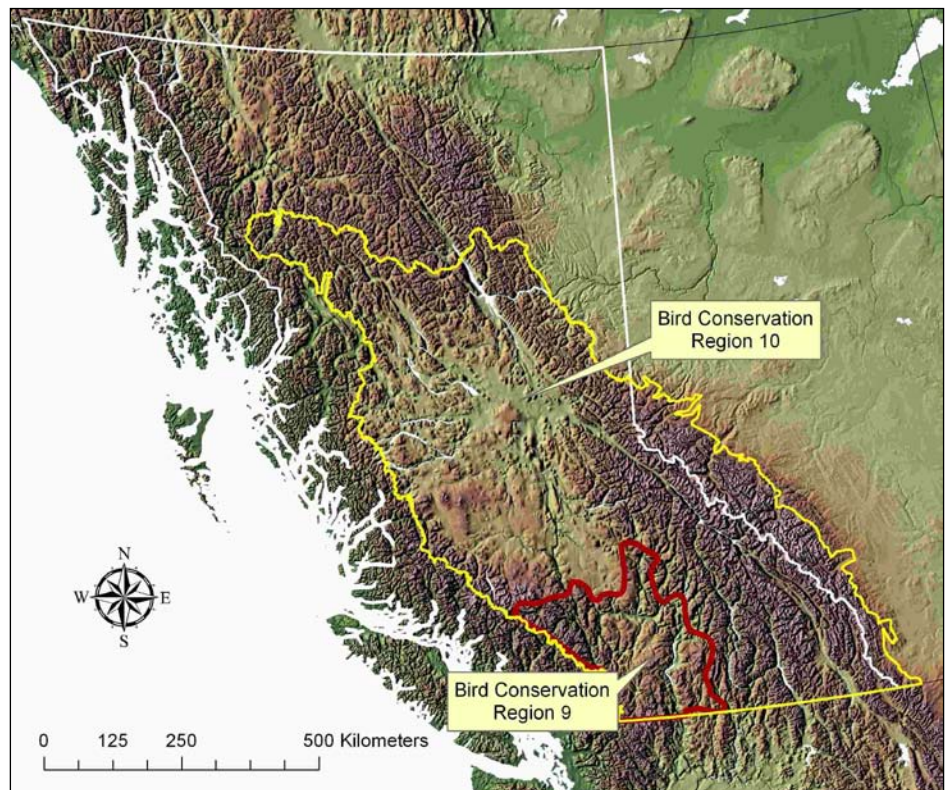 Bird Conservation
Region 10
N
W E
S
Bird Conservation
Region 9
0 125 250 500 Kilometers